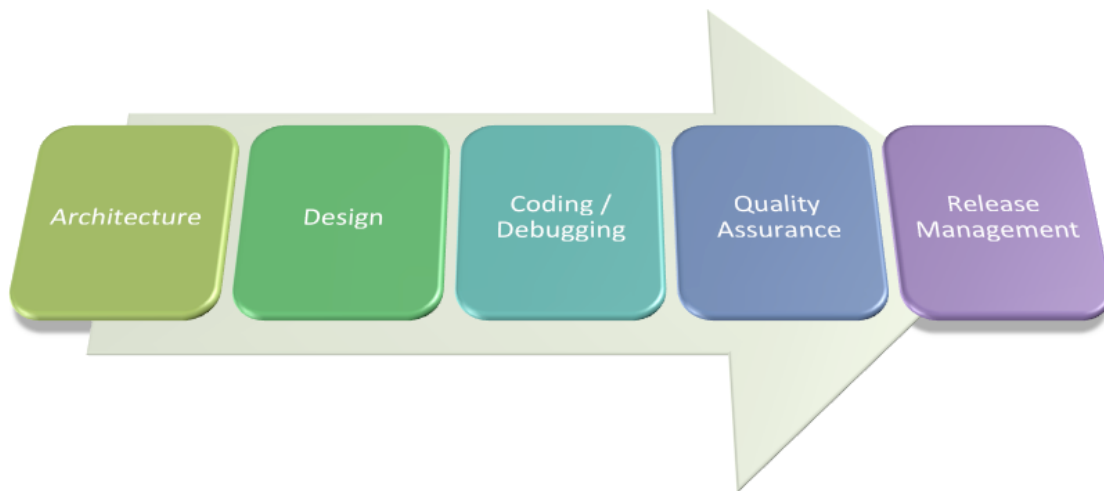 Architecture
Design
Coding /
Debugging
Quality
Assurance
Release
Management